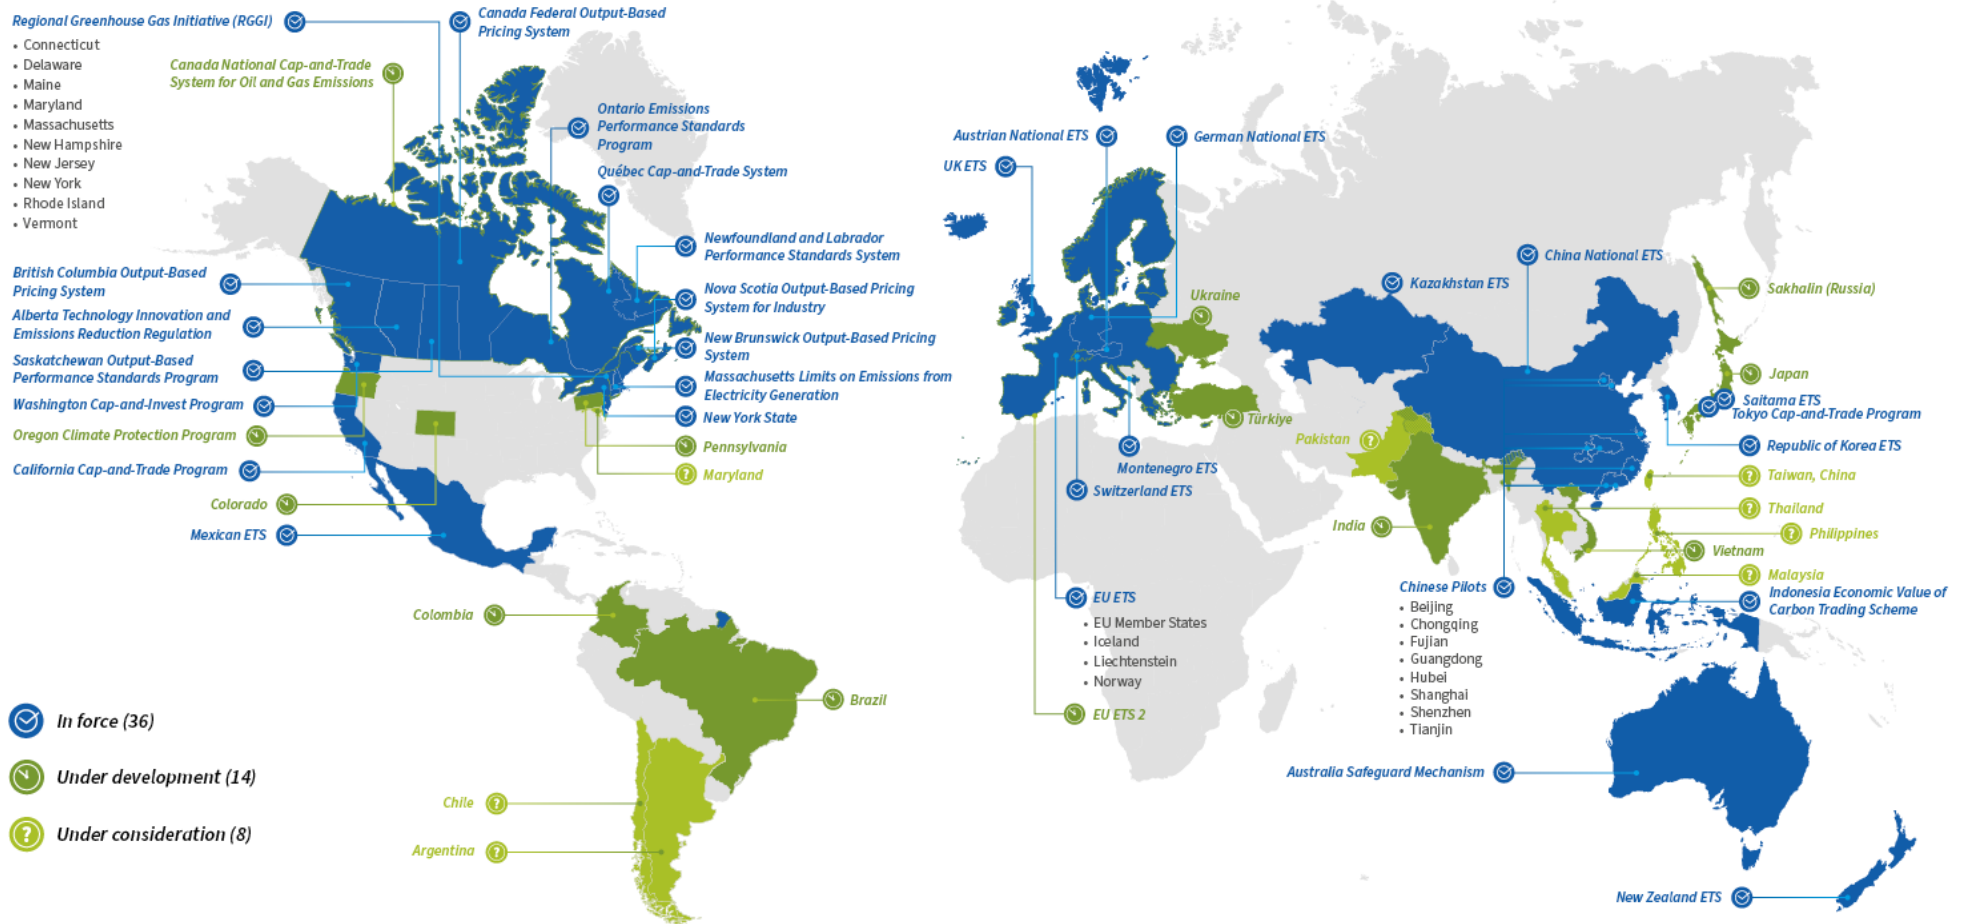 Regional Greenhouse Gas Initiative (RGGI)
• Connecticut
• Delaware
• Maine
• Maryland
• Massachusetts
• New Hampshire
• New Jersey
• New York
• Rhode Island
• Vermont
Canada Federal Output-Based
Pricing System
Canada National Cap-and-Trade
System for Oil and Gas Emissions
Ontario Emissions
Performance Standards
Program
Québec Cap-and-Trade System
Newfoundland and Labrador
Performance Standards System
Nova Scotia Output-Based Pricing
System for Industry
New Brunswick Output-Based Pricing
System
Massachusetts Limits on Emissions from
Electricity Generation
New York State
Pennsylvania
? Maryland
British Columbia Output-Based
Pricing System
Alberta Technology Innovation and
Emissions Reduction Regulation
Saskatchewan Output-Based
Performance Standards Program
Washington Cap-and-Invest Program
Oregon Climate Protection Program
California Cap-and-Trade Program
Colorado
Mexican ETS
Colombia
Brazil
Chile ?
Argentina ?
In force (36)
Under development (14)
? Under consideration (8)
Austrian National ETS
German National ETS
UK ETS
Ukraine
Türkiye
Montenegro ETS
Switzerland ETS
EU ETS
• EU Member States
• Iceland
• Liechtenstein
• Norway
EU ETS 2
Kazakhstan ETS
China National ETS
Sakhalin (Russia)
Japan
Saitama ETS
Tokyo Cap-and-Trade Program
Republic of Korea ETS
Pakistan ?
India
? Taiwan, China
? Thailand
? Philippines
Vietnam
? Malaysia
Indonesia Economic Value of
Carbon Trading Scheme
Chinese Pilots
• Beijing
• Chongqing
• Fujian
• Guangdong
• Hubei
• Shanghai
• Shenzhen
• Tianjin
Australia Safeguard Mechanism
New Zealand ETS